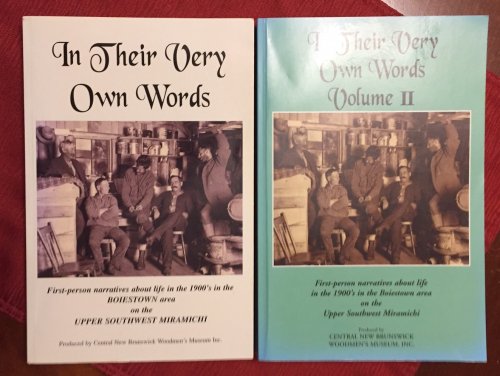 In Their Very
Own Words
First-person narratives about life in the 1900's in the
BOIESTOWN area
on the
UPPER SOUTHWEST MIRAMICHI
Produced by Central New Brunswick Woodmen's Museum Inc.
In Their Very
Own Words
Volume II
First-person narratives about life
in the 1900's in the Boiestown area
on the
Upper Southwest Miramichi
Produced by
CENTRAL NEW BRUNSWICK
WOODMEN'S MUSEUM, INC.